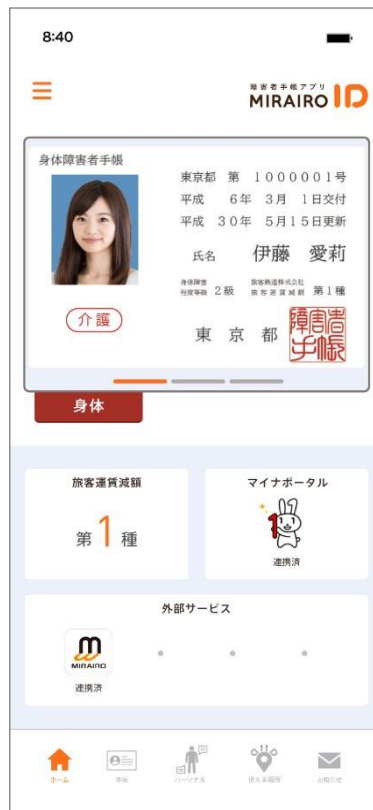 8:40
障害者手帳アプリ
MIRAIRO ID
身体障害者手帳
東京都 第 1000001号
平成 6年 3月 1日交付
平成 30年 5月15日更新
氏名 伊藤 愛莉
身体障害
程度等級 2級
旅客鉄道株式会社
旅客運賃減額 第1種
介護
東京都
障害者
手帳
身体
旅客運賃減額
第1種
マイナポータル
1
連携済
外部サービス
MIRAIRO
連携済
ホーム 手帳 パーソナル 使える場所 お知らせ